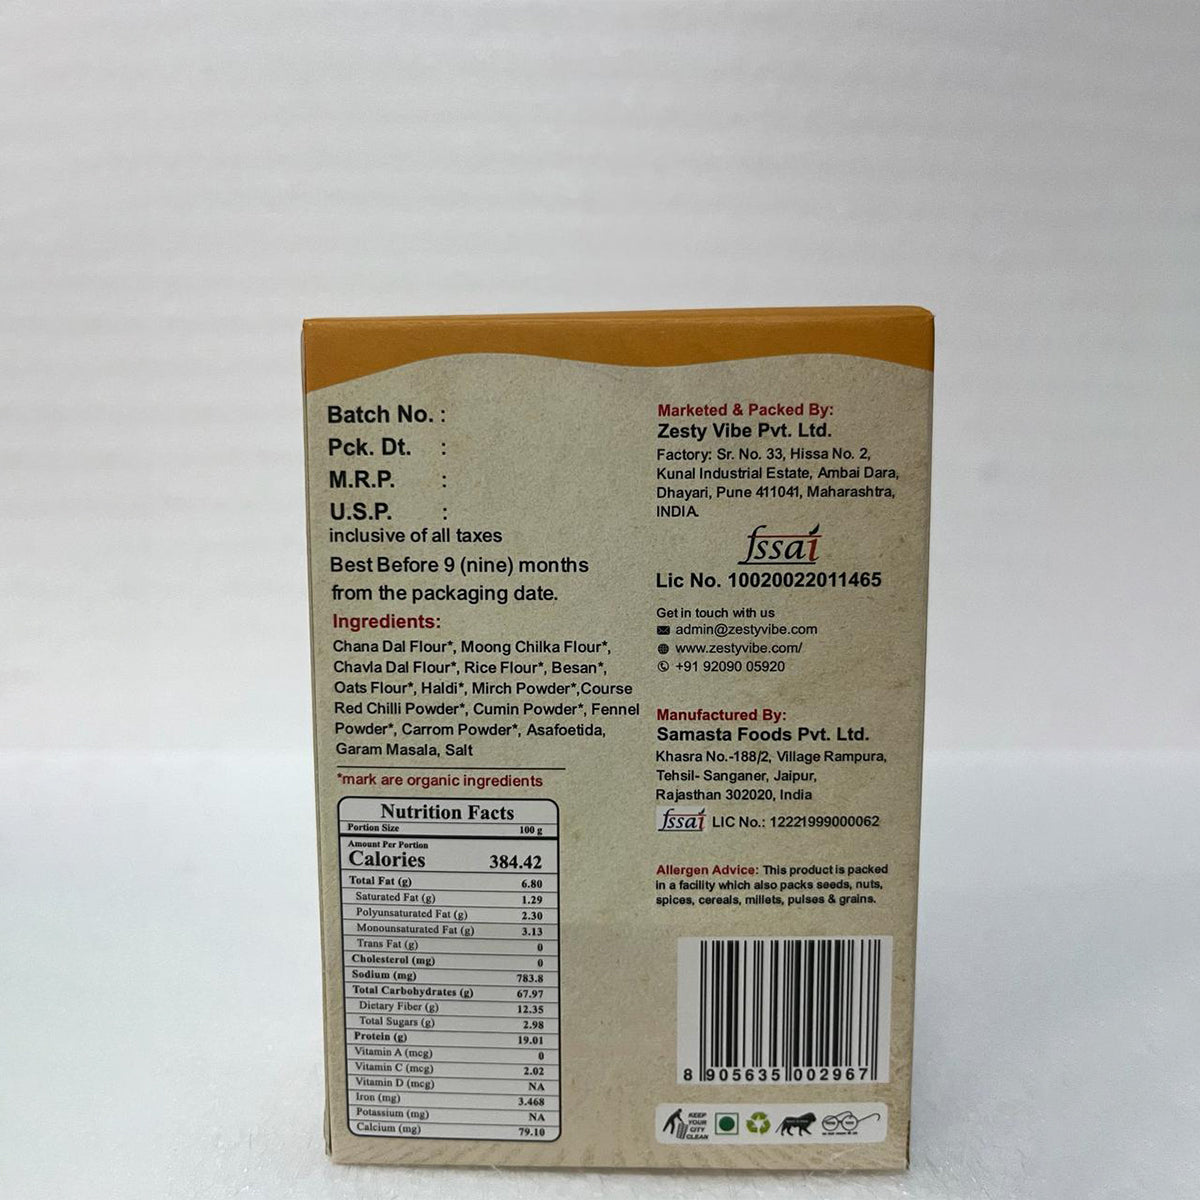 Batch No. :
Pck. Dt. :
M.R.P. :
U.S.P. :
inclusive of all taxes
Best Before 9 (nine) months
from the packaging date.
Ingredients:
Chana Dal Flour*, Moong Chilka Flour*,
Chavla Dal Flour*, Rice Flour*, Besan*,
Oats Flour*, Haldi*, Mirch Powder*,Course
Red Chilli Powder*, Cumin Powder*, Fennel
Powder*, Carrom Powder*, Asafoetida,
Garam Masala, Salt
*mark are organic ingredients
Nutrition Facts
Portion Size 100 g
Amount Per Portion
Calories 384.42
Total Fat (g) 6.80
Saturated Fat (g) 1.29
Polyunsaturated Fat (g) 2.30
Monounsaturated Fat (g) 3.13
Trans Fat (g) 0
Cholesterol (mg) 0
Sodium (mg) 783.8
Total Carbohydrates (g) 67.97
Dietary Fiber (g) 12.35
Total Sugars (g) 2.98
Protein (g) 19.01
Vitamin A (mcg) 0
Vitamin C (mcg) 2.02
Vitamin D (mcg) NA
Iron (mg) 3.468
Potassium (mg) NA
Calcium (mg) 79.10
Marketed & Packed By:
Zesty Vibe Pvt. Ltd.
Factory: Sr. No. 33, Hissa No. 2,
Kunal Industrial Estate, Ambai Dara,
Dhayari, Pune 411041, Maharashtra,
INDIA.
fssai
Lic No. 10020022011465
Get in touch with us
admin@zestyvibe.com
www.zestyvibe.com/
+91 92090 05920
Manufactured By:
Samasta Foods Pvt. Ltd.
Khasra No.-188/2, Village Rampura,
Tehsil- Sanganer, Jaipur,
Rajasthan 302020, India
fssai LIC No.: 12221999000062
Allergen Advice: This product is packed
in a facility which also packs seeds, nuts,
spices, cereals, millets, pulses & grains.
8 905635 002967
KEEP
YOUR
CITY
CLEAN